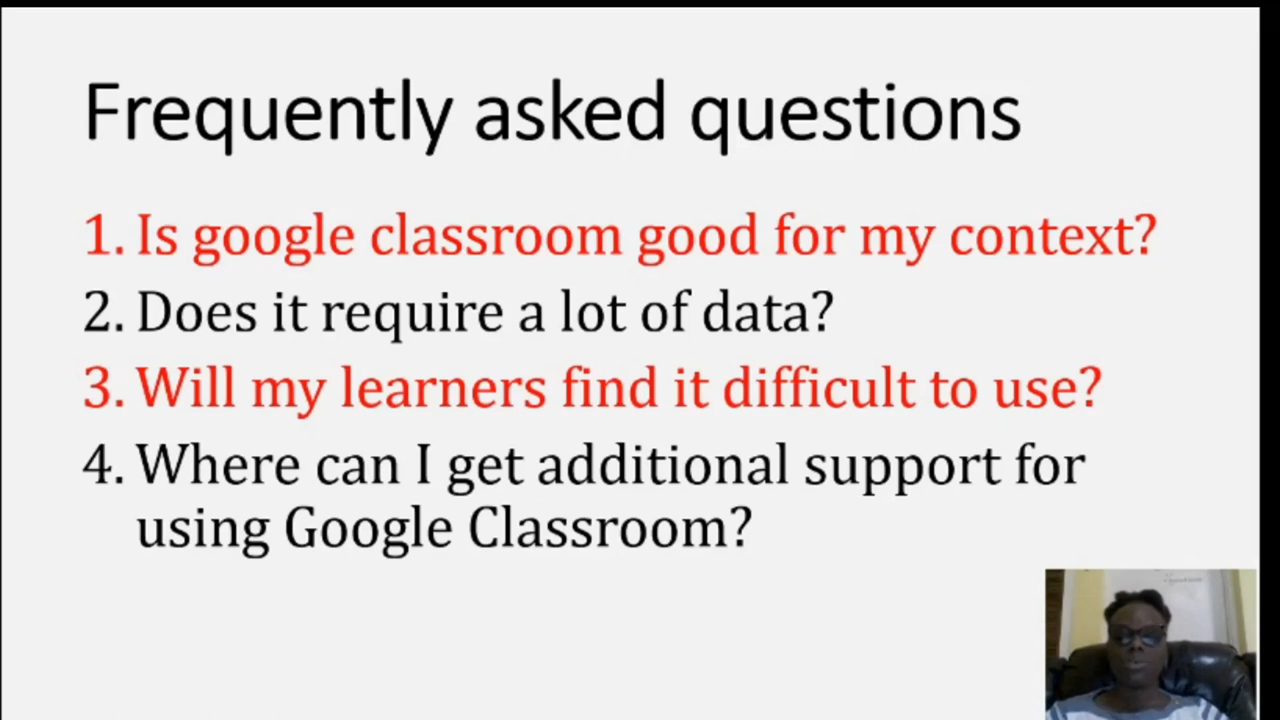 Frequently asked questions
1. Is google classroom good for my context?
2. Does it require a lot of data?
3. Will my learners find it difficult to use?
4. Where can I get additional support for
using Google Classroom?